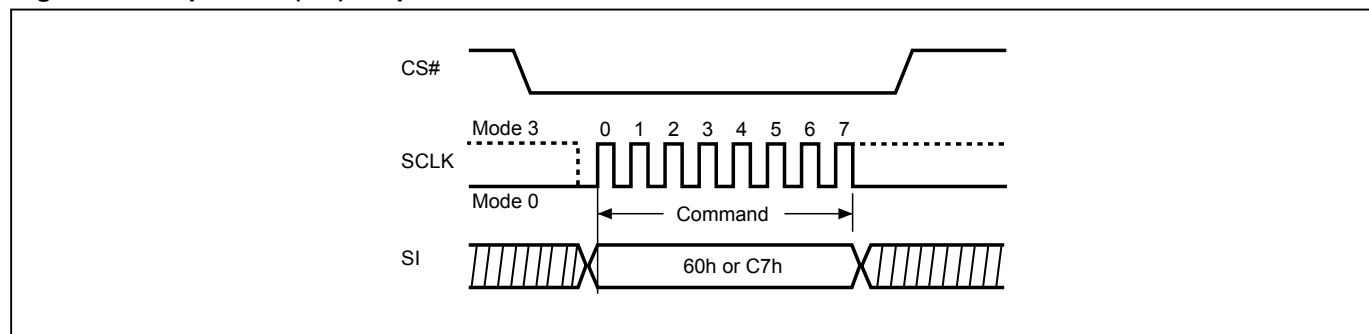 CS#
Mode 3
0 1 2 3 4 5 6 7
SCLK
Mode 0
Command
SI
60h or C7h